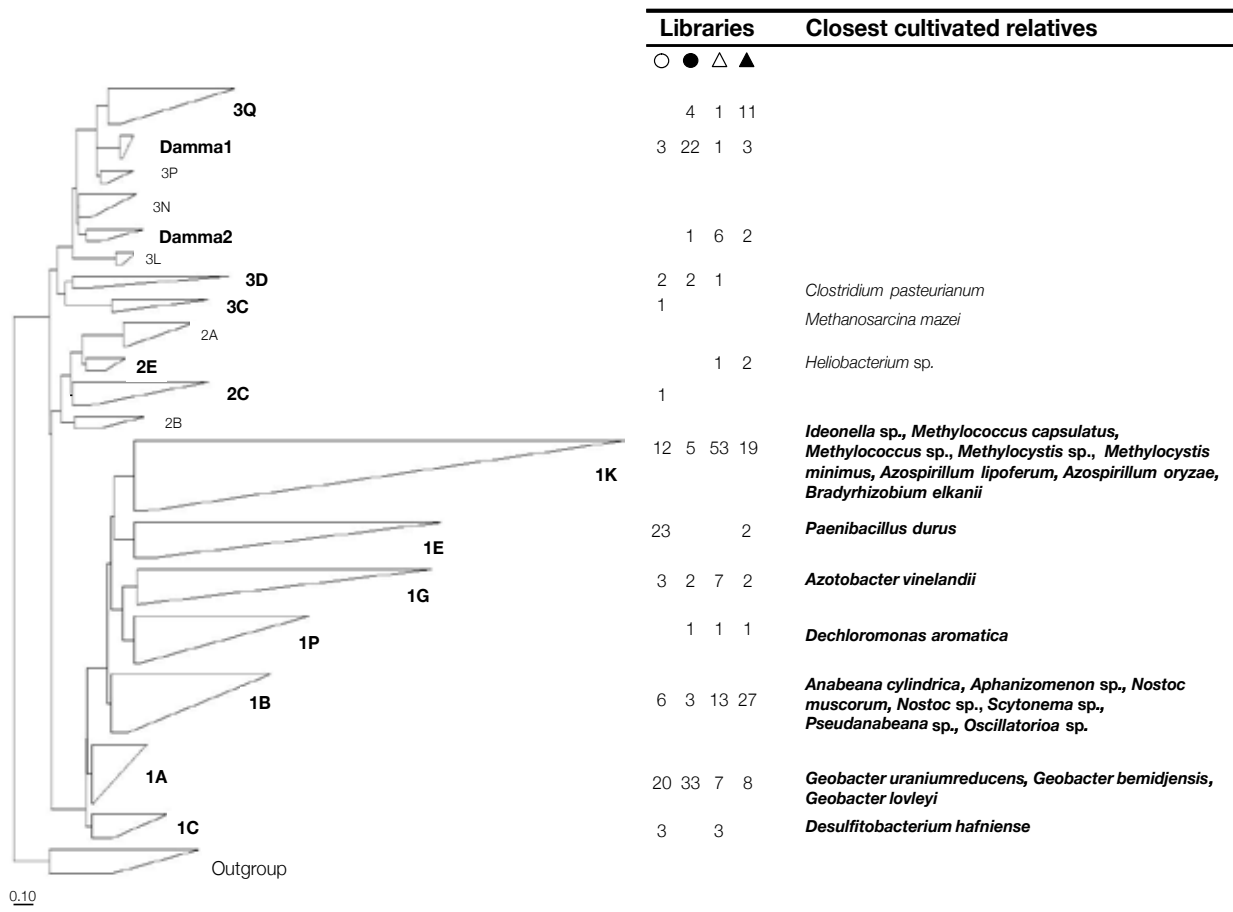 Libraries Closest cultivated relatives
○ ● △ ▲
3Q 4 1 11
Damma1 3 22 1 3
3P
3N
Damma2 1 6 2
3L
3D 2 2 1
Clostridium pasteurianum
3C 1
Methanosarcina mazei
2A
2E 1 2 Heliobacterium sp.
2C 1
2B
Ideonella sp., Methylococcus capsulatus,
12 5 53 19 Methylococcus sp., Methylocystis sp., Methylocystis
minimus, Azospirillum lipoferum, Azospirillum oryzae,
1K
Bradyrhizobium elkanii
23 2 Paenibacillus durus
1E
3 2 7 2 Azotobacter vinelandii
1G
1P 1 1 1 Dechloromonas aromatica
Anabeana cylindrica, Aphanizomenon sp., Nostoc
1B 6 3 13 27 muscorum, Nostoc sp., Scytonema sp.,
Pseudanabeana sp., Oscillatorioa sp.
1A 20 33 7 8 Geobacter uraniumreducens, Geobacter bemidjensis,
Geobacter lovleyi
1C 3 3 Desulfitobacterium hafniense
Outgroup
0.10